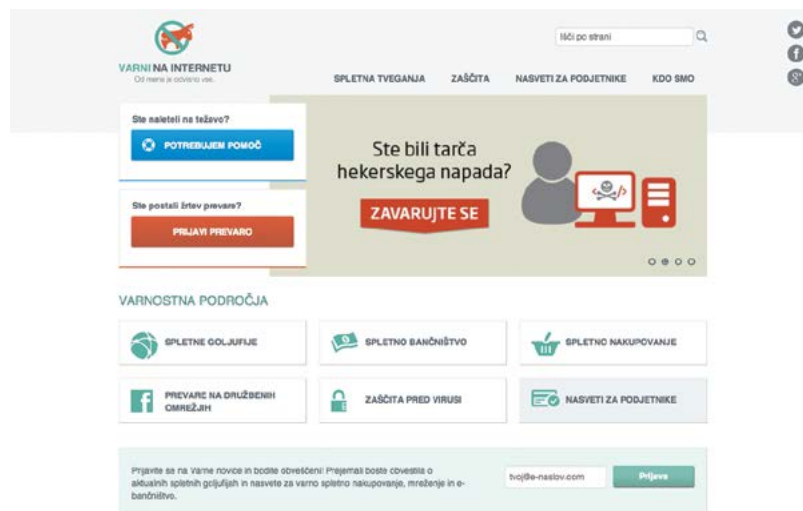 Išči po strani
VARNI NA INTERNETU
Od mene je odvisno vse.
SPLETNA TVEGANJA ZAŠČITA NASVETI ZA PODJETNIKE KDO SMO
Ste naleteli na težavo?
POTREBUJEM POMOČ
Ste postali žrtev prevare?
PRIJAVI PREVARO
Ste bili tarča
hekerskega napada?
ZAVARUJTE SE
VARNOSTNA PODROČJA
SPLETNE GOLJUFIJE
SPLETNO BANČNIŠTVO
SPLETNO NAKUPOVANJE
PREVARE NA DRUŽBENIH
OMREŽJIH
ZAŠČITA PRED VIRUSI
NASVETI ZA PODJETNIKE
Prijavite se na Varne novice in bodite obveščeni! Prejemali boste obvestila o
aktualnih spletnih goljufijah in nasvete za varno spletno nakupovanje, mreženje in e-
bančništvo.
tvoj@e-naslov.com
Prijava